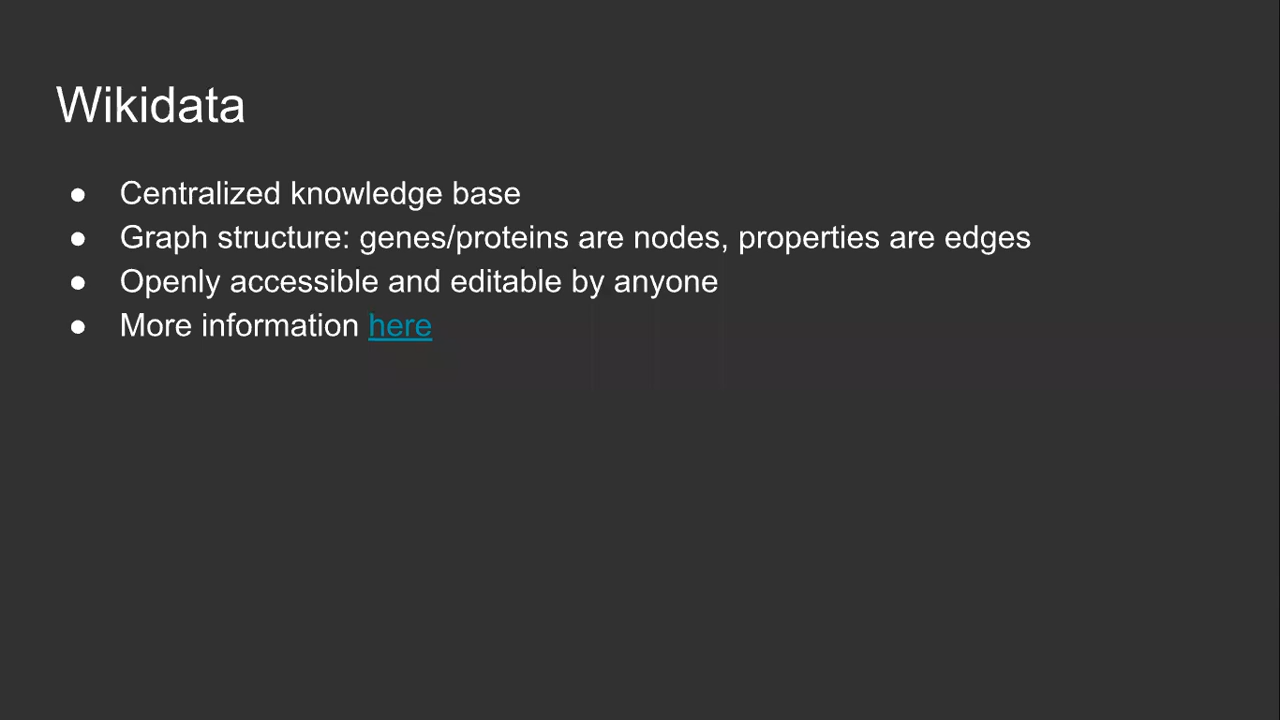 Wikidata
● Centralized knowledge base
● Graph structure: genes/proteins are nodes, properties are edges
● Openly accessible and editable by anyone
● More information here